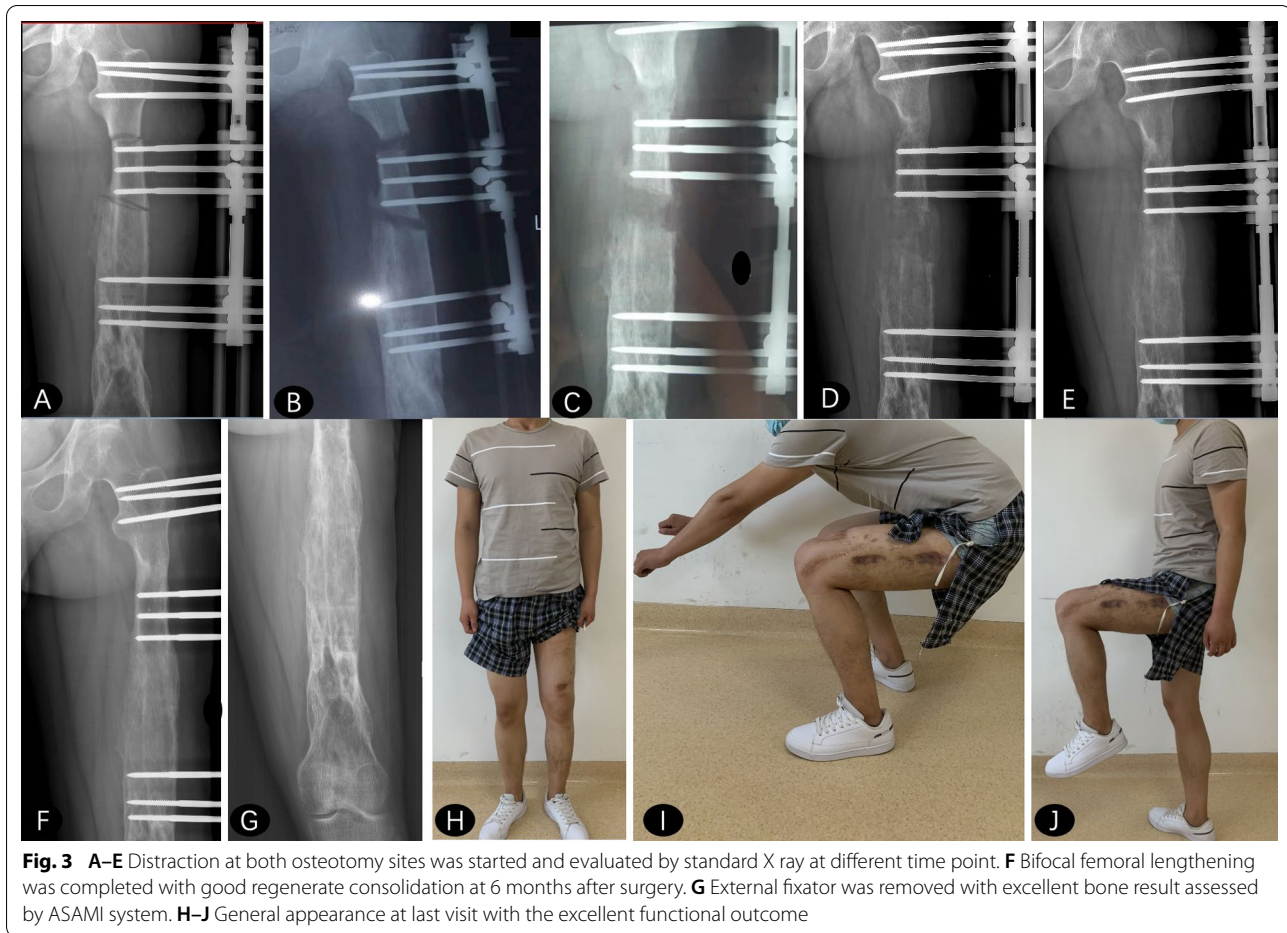 A
B
L
C
D
E
F
G
H
I
J
Fig. 3 A–E Distraction at both osteotomy sites was started and evaluated by standard X ray at different time point. F Bifocal femoral lengthening
was completed with good regenerate consolidation at 6 months after surgery. G External fixator was removed with excellent bone result assessed
by ASAMI system. H–J General appearance at last visit with the excellent functional outcome